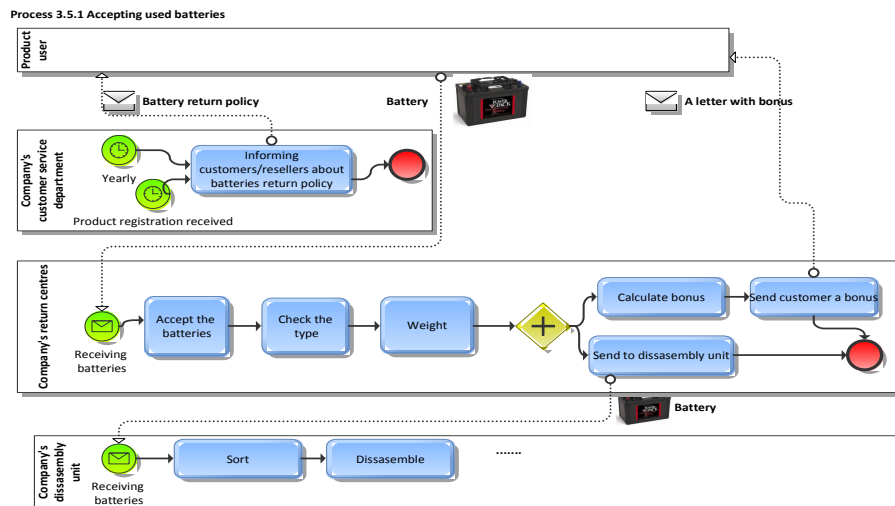 Process 3.5.1 Accepting used batteries
Product
user
Battery return policy
Battery
A letter with bonus
Company's
customer service
department
Yearly
Product registration received
Informing
customers/resellers about
batteries return policy
Company's return centres
Receiving
batteries
Accept the
batteries
Check the
type
Weight
Calculate bonus
Send customer a bonus
Send to dissasembly unit
Battery
Company's
dissasembly
unit
Receiving
batteries
Sort
Dissasemble
.......